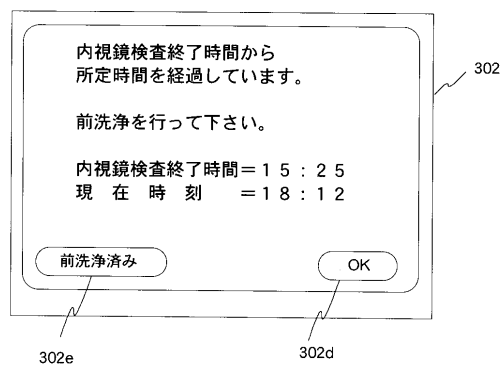 内視鏡検査終了時間から
所定時間を経過しています。
前洗浄を行って下さい。
内視鏡検査終了時間=15:25
現在時刻 =18:12
前洗浄済み
OK
302
302e
302d